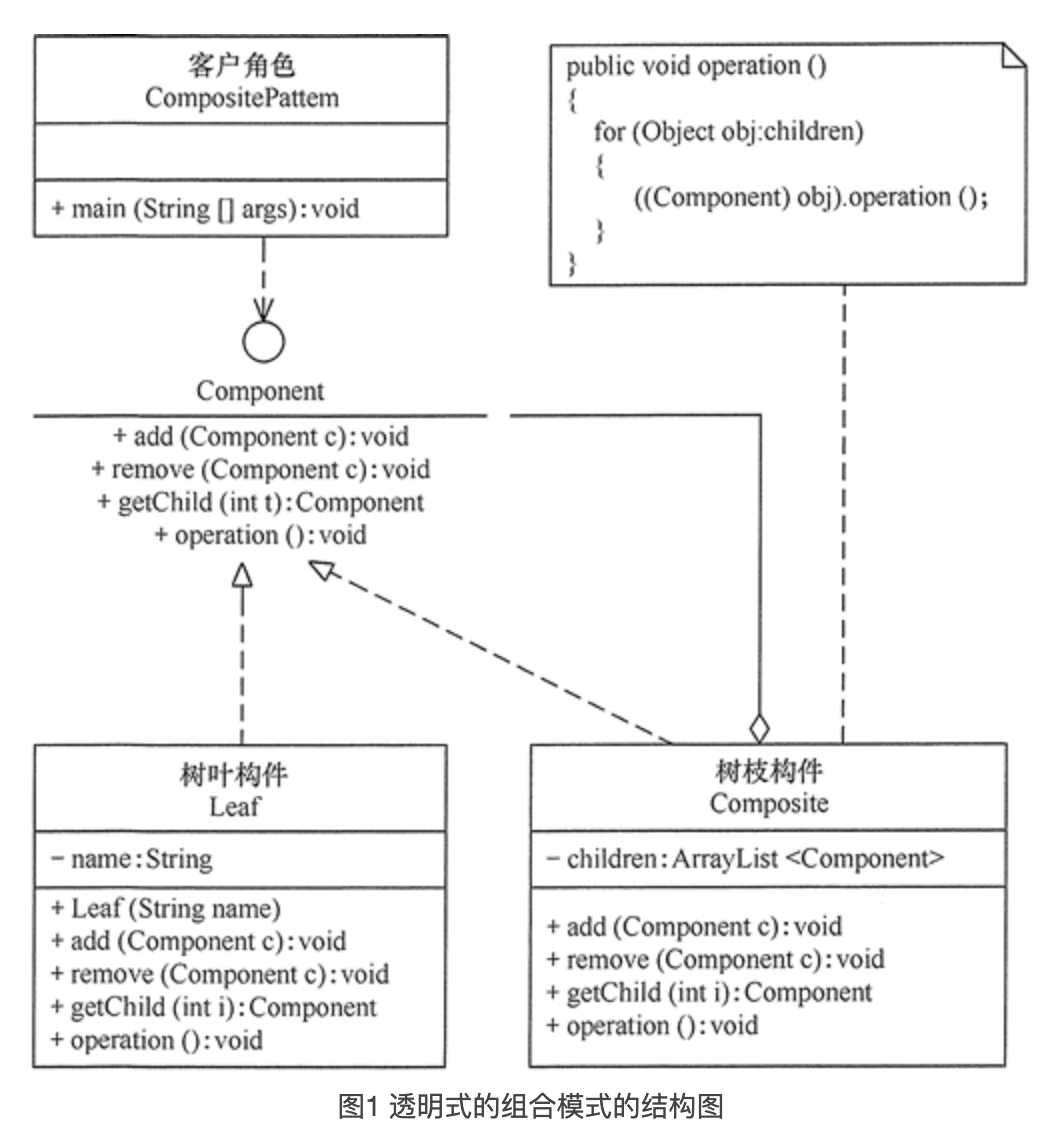 客户角色
CompositePattem
+ main (String [] args):void
public void operation ()
{
for (Object obj:children)
{
((Component) obj).operation ();
}
}
Component
+ add (Component c):void
+ remove (Component c):void
+ getChild (int t):Component
+ operation ():void
树叶构件
Leaf
− name:String
+ Leaf (String name)
+ add (Component c):void
+ remove (Component c):void
+ getChild (int i):Component
+ operation ():void
树枝构件
Composite
− children:ArrayList <Component>
+ add (Component c):void
+ remove (Component c):void
+ getChild (int i):Component
+ operation ():void
图1 透明式的组合模式的结构图